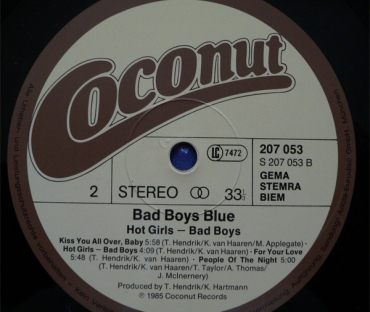 Coconut
LC 7472
207 053
S 207 053 B
GEMA
STEMRA
BIEM
2 STEREO 33 1/3
Bad Boys Blue
Hot Girls – Bad Boys
Kiss You All Over, Baby 5:58 (T. Hendrik/K. van Haaren/M. Applegate) ·
Hot Girls – Bad Boys 4:09 (T. Hendrik/K. van Haaren) · For Your Love
5:48 (T. Hendrik/K. van Haaren) · People Of The Night 5:00
(T. Hendrik/K. van Haaren/T. Taylor/A. Thomas/
J. McInernery)
Produced by T. Hendrik/K. Hartmann
℗ 1985 Coconut Records